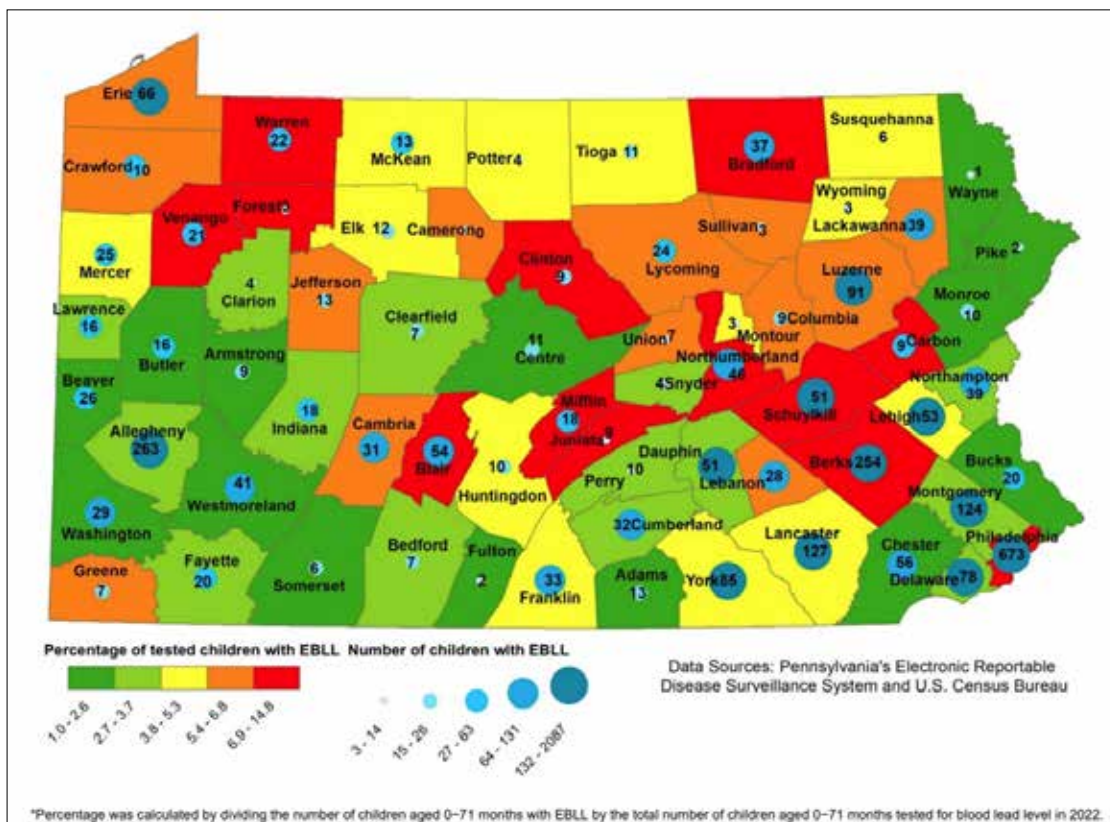 Erie 66
Warren
22
13
McKean
Potter 4
Tioga 11
37
Bradford
Susquehanna
6
1
Wayne
Crawford
10
Forest
Venango
21
Elk 12
Cameron 0
Sullivan
3
Wyoming
3
Lackawanna 39
Pike 2
25
Mercer
4
Clarion
Jefferson
13
Clinton
9
24
Lycoming
Luzerne
91
Monroe
10
Lawrence
16
16
Butler
Armstrong
9
Clearfield
7
11
Centre
Union 7
3
Montour
9 Columbia
Northumberland
46
9 Carbon
Beaver
26
18
Indiana
Snyder
Mifflin
18
Juniata
51
Schuylkill
Northampton
39
Lehigh 53
Allegheny
263
Cambria
31
54
Blair
10
Huntingdon
10
Perry
Dauphin
51
Lebanon
28
Berks 254
Bucks
20
Montgomery
124
29
Washington
41
Westmoreland
32 Cumberland
Lancaster
127
Philadelphia
673
Chester
56
Delaware 78
Greene
7
Fayette
20
6
Somerset
Bedford
7
Fulton
2
33
Franklin
Adams
13
York 85
Percentage of tested children with EBLL
1.0 - 2.6
2.7 - 3.7
3.8 - 5.3
5.4 - 6.8
6.9 - 14.8
Number of children with EBLL
3 - 14
15 - 26
27 - 63
64 - 131
132 - 2087
Data Sources: Pennsylvania's Electronic Reportable
Disease Surveillance System and U.S. Census Bureau
*Percentage was calculated by dividing the number of children aged 0−71 months with EBLL by the total number of children aged 0−71 months tested for blood lead level in 2022.